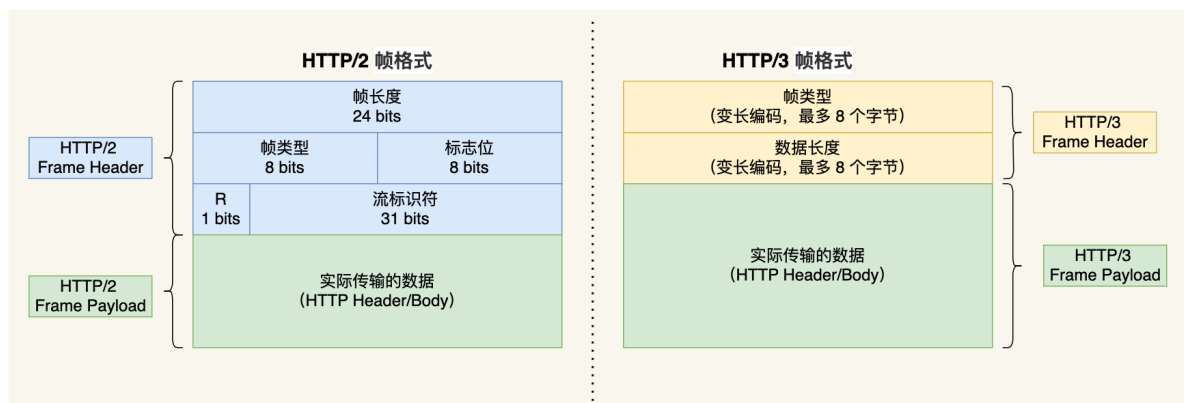 HTTP/2 帧格式
HTTP/2
Frame Header
帧长度
24 bits
帧类型
8 bits
标志位
8 bits
R
1 bits
流标识符
31 bits
HTTP/2
Frame Payload
实际传输的数据
（HTTP Header/Body）
HTTP/3 帧格式
帧类型
（变长编码，最多 8 个字节）
数据长度
（变长编码，最多 8 个字节）
HTTP/3
Frame Header
实际传输的数据
（HTTP Header/Body）
HTTP/3
Frame Payload